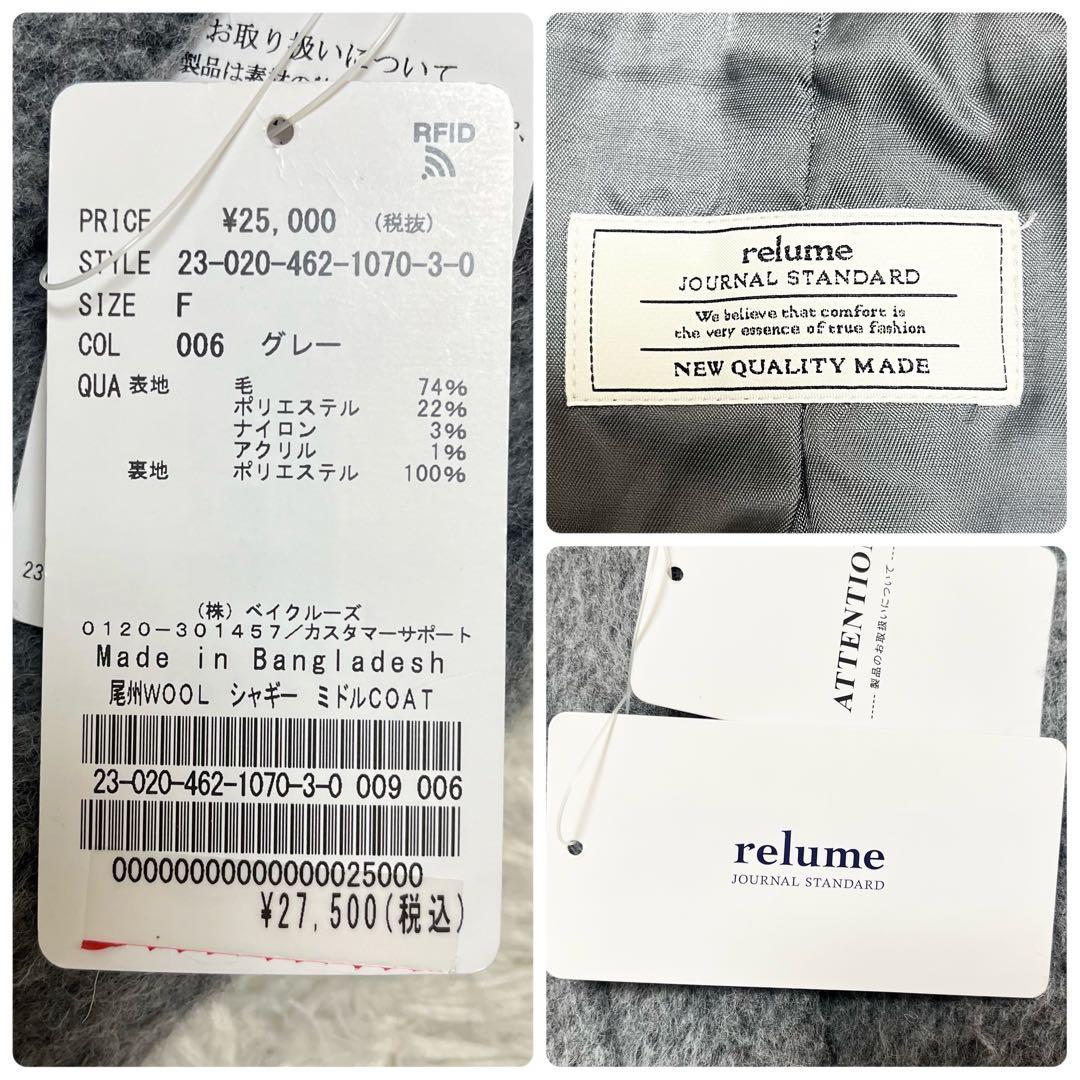 お取り扱いについて
製品は素材の
RFID
PRICE ¥25,000 (税抜)
STYLE 23-020-462-1070-3-0
SIZE F
COL 006 グレー
QUA 表地 毛 74%
ポリエステル 22%
ナイロン 3%
アクリル 1%
裏地 ポリエステル 100%
23
(株) ベイクルーズ
0120-301457/カスタマーサポート
Made in Bangladesh
尾州WOOL シャギー ミドルCOAT
23-020-462-1070-3-0 009 006
00000000000000025000
¥27,500(税込)
relume
JOURNAL STANDARD
We believe that comfort is
the very essence of true fashion
NEW QUALITY MADE
ATTENTION
----- 製品のお取扱いについて -----
relume
JOURNAL STANDARD